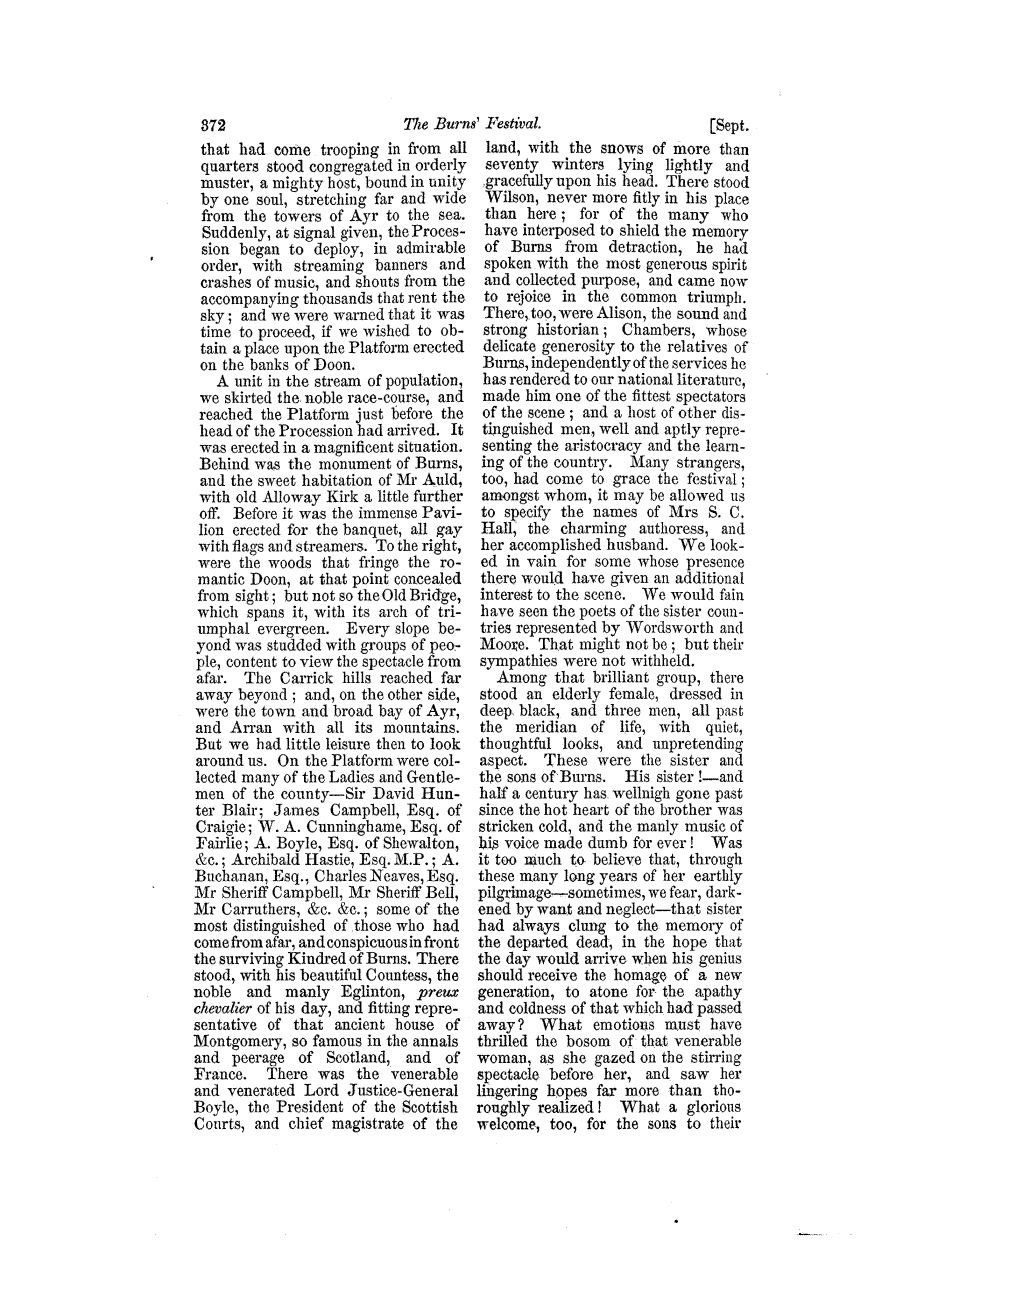 372 The Burns' Festival. [Sept.
that had come trooping in from all
quarters stood congregated in orderly
muster, a mighty host, bound in unity
by one soul, stretching far and wide
from the towers of Ayr to the sea.
Suddenly, at signal given, the Proces-
sion began to deploy, in admirable
order, with streaming banners and
crashes of music, and shouts from the
accompanying thousands that rent the
sky; and we were warned that it was
time to proceed, if we wished to ob-
tain a place upon the Platform erected
on the banks of Doon.
A unit in the stream of population,
we skirted the noble race-course, and
reached the Platform just before the
head of the Procession had arrived. It
was erected in a magnificent situation.
Behind was the monument of Burns,
and the sweet habitation of Mr Auld,
with old Alloway Kirk a little further
off. Before it was the immense Pavi-
lion erected for the banquet, all gay
with flags and streamers. To the right,
were the woods that fringe the ro-
mantic Doon, at that point concealed
from sight; but not so the Old Bridge,
which spans it, with its arch of tri-
umphal evergreen. Every slope be-
yond was studded with groups of peo-
ple, content to view the spectacle from
afar. The Carrick hills reached far
away beyond; and, on the other side,
were the town and broad bay of Ayr,
and Arran with all its mountains.
But we had little leisure then to look
around us. On the Platform were col-
lected many of the Ladies and Gentle-
men of the county—Sir David Hun-
ter Blair; James Campbell, Esq. of
Craigie; W. A. Cunninghame, Esq. of
Fairlie; A. Boyle, Esq. of Shewalton,
&c.; Archibald Hastie, Esq. M.P.; A.
Buchanan, Esq., Charles Neaves, Esq.
Mr Sheriff Campbell, Mr Sheriff Bell,
Mr Carruthers, &c. &c.; some of the
most distinguished of those who had
come from afar, and conspicuous in front
the surviving Kindred of Burns. There
stood, with his beautiful Countess, the
noble and manly Eglinton, preux
chevalier of his day, and fitting repre-
sentative of that ancient house of
Montgomery, so famous in the annals
and peerage of Scotland, and of
France. There was the venerable
and venerated Lord Justice-General
Boyle, the President of the Scottish
Courts, and chief magistrate of the
land, with the snows of more than
seventy winters lying lightly and
gracefully upon his head. There stood
Wilson, never more fitly in his place
than here; for of the many who
have interposed to shield the memory
of Burns from detraction, he had
spoken with the most generous spirit
and collected purpose, and came now
to rejoice in the common triumph.
There, too, were Alison, the sound and
strong historian; Chambers, whose
delicate generosity to the relatives of
Burns, independently of the services he
has rendered to our national literature,
made him one of the fittest spectators
of the scene; and a host of other dis-
tinguished men, well and aptly repre-
senting the aristocracy and the learn-
ing of the country. Many strangers,
too, had come to grace the festival;
amongst whom, it may be allowed us
to specify the names of Mrs S. C.
Hall, the charming authoress, and
her accomplished husband. We look-
ed in vain for some whose presence
there would have given an additional
interest to the scene. We would fain
have seen the poets of the sister coun-
tries represented by Wordsworth and
Moore. That might not be; but their
sympathies were not withheld.
Among that brilliant group, there
stood an elderly female, dressed in
deep black, and three men, all past
the meridian of life, with quiet,
thoughtful looks, and unpretending
aspect. These were the sister and
the sons of Burns. His sister!—and
half a century has wellnigh gone past
since the hot heart of the brother was
stricken cold, and the manly music of
his voice made dumb for ever! Was
it too much to believe that, through
these many long years of her earthly
pilgrimage—sometimes, we fear, dark-
ened by want and neglect—that sister
had always clung to the memory of
the departed dead, in the hope that
the day would arrive when his genius
should receive the homage of a new
generation, to atone for the apathy
and coldness of that which had passed
away? What emotions must have
thrilled the bosom of that venerable
woman, as she gazed on the stirring
spectacle before her, and saw her
lingering hopes far more than tho-
roughly realized! What a glorious
welcome, too, for the sons to their